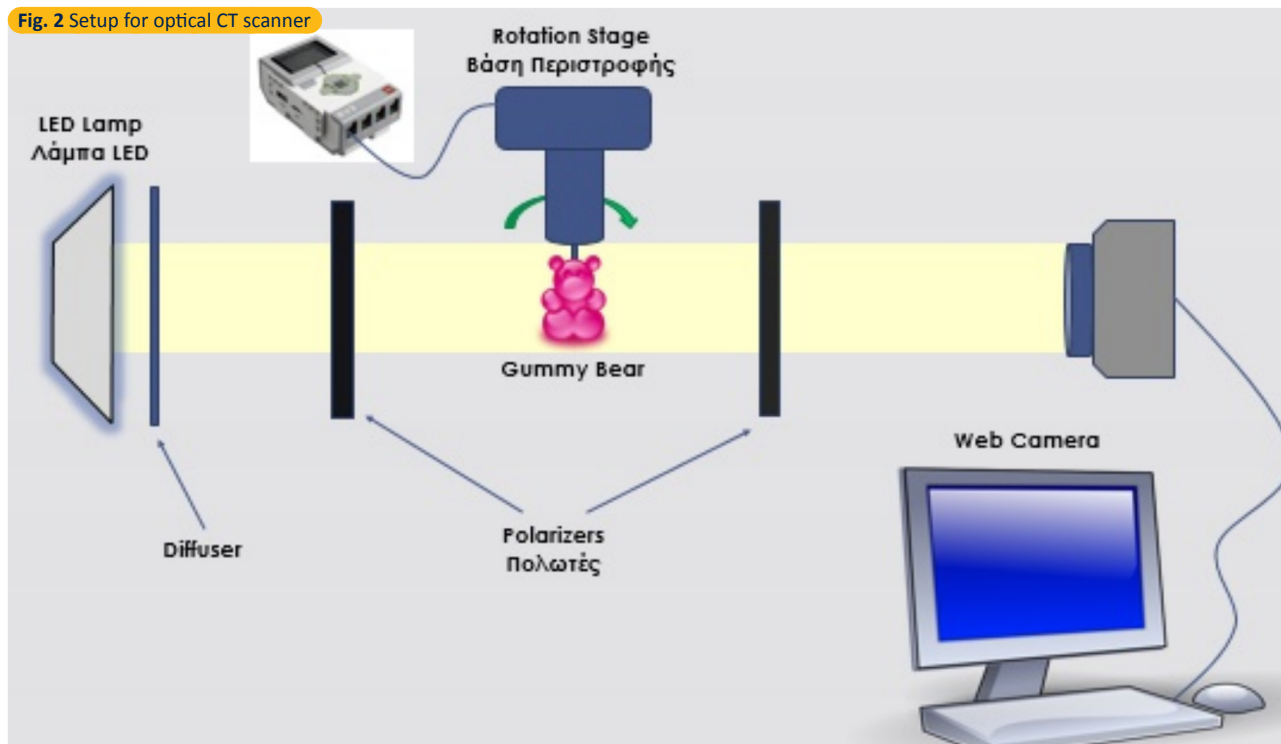 Fig. 2 Setup for optical CT scanner
Rotation Stage
Βάση Περιστροφής
LED Lamp
Λάμπα LED
Gummy Bear
Web Camera
Diffuser
Polarizers
Πολωτές